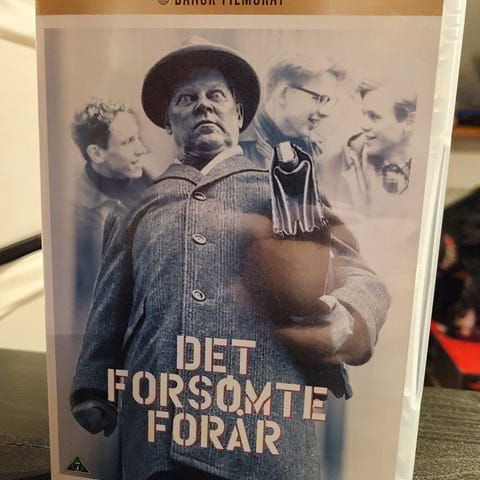 DANSK FILMSKAT
DET
FORSØMTE
FORÅR
7